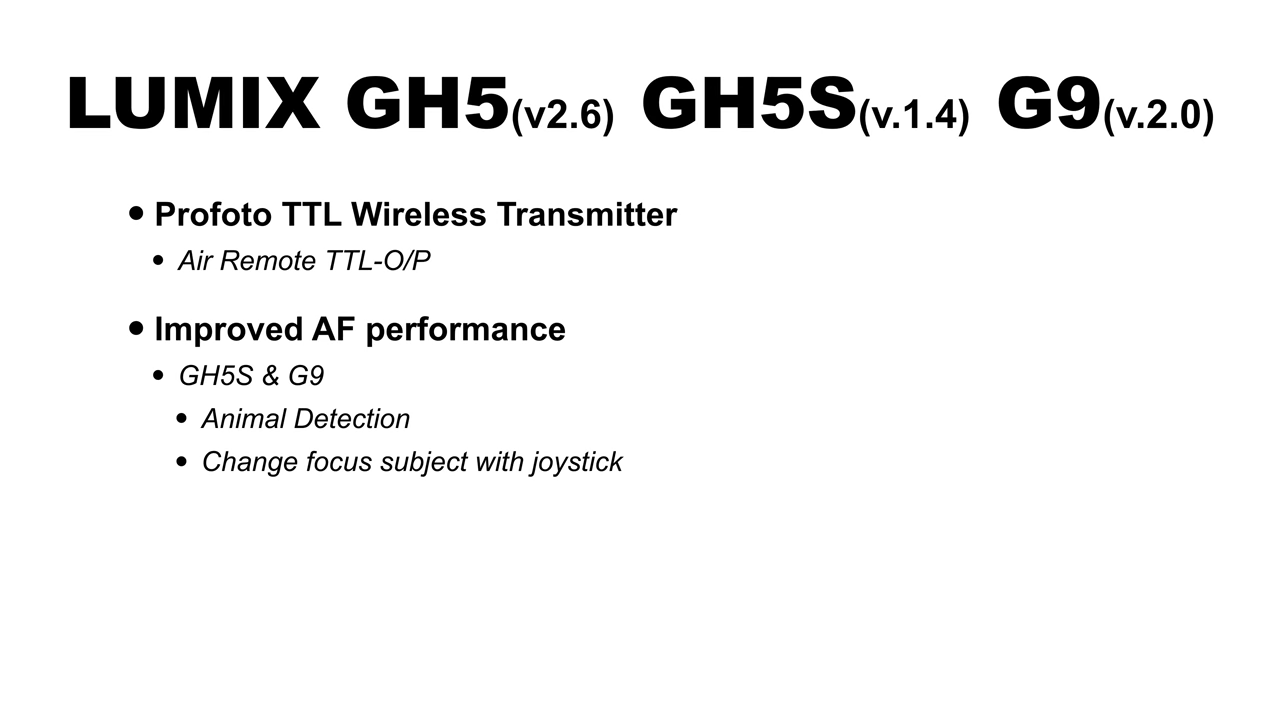 LUMIX GH5(v2.6) GH5S(v.1.4) G9(v.2.0)
• Profoto TTL Wireless Transmitter
• Air Remote TTL-O/P
• Improved AF performance
• GH5S & G9
• Animal Detection
• Change focus subject with joystick